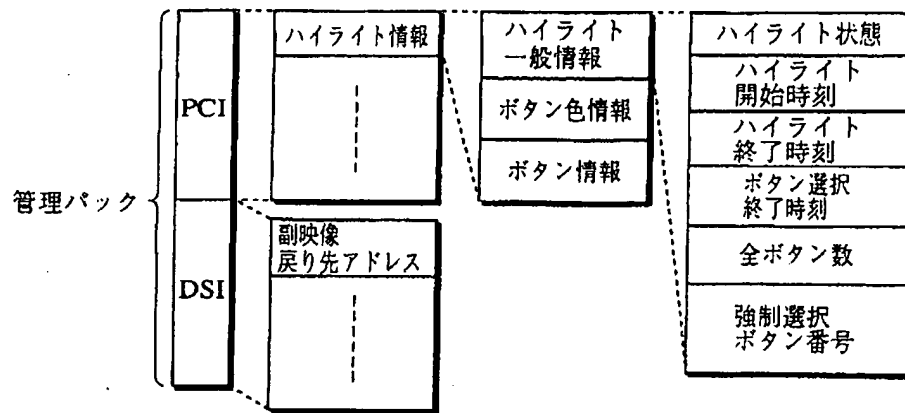 管理パック
PCI
DSI
ハイライト情報
副映像
戻り先アドレス
ハイライト
一般情報
ボタン色情報
ボタン情報
ハイライト状態
ハイライト
開始時刻
ハイライト
終了時刻
ボタン選択
終了時刻
全ボタン数
強制選択
ボタン番号